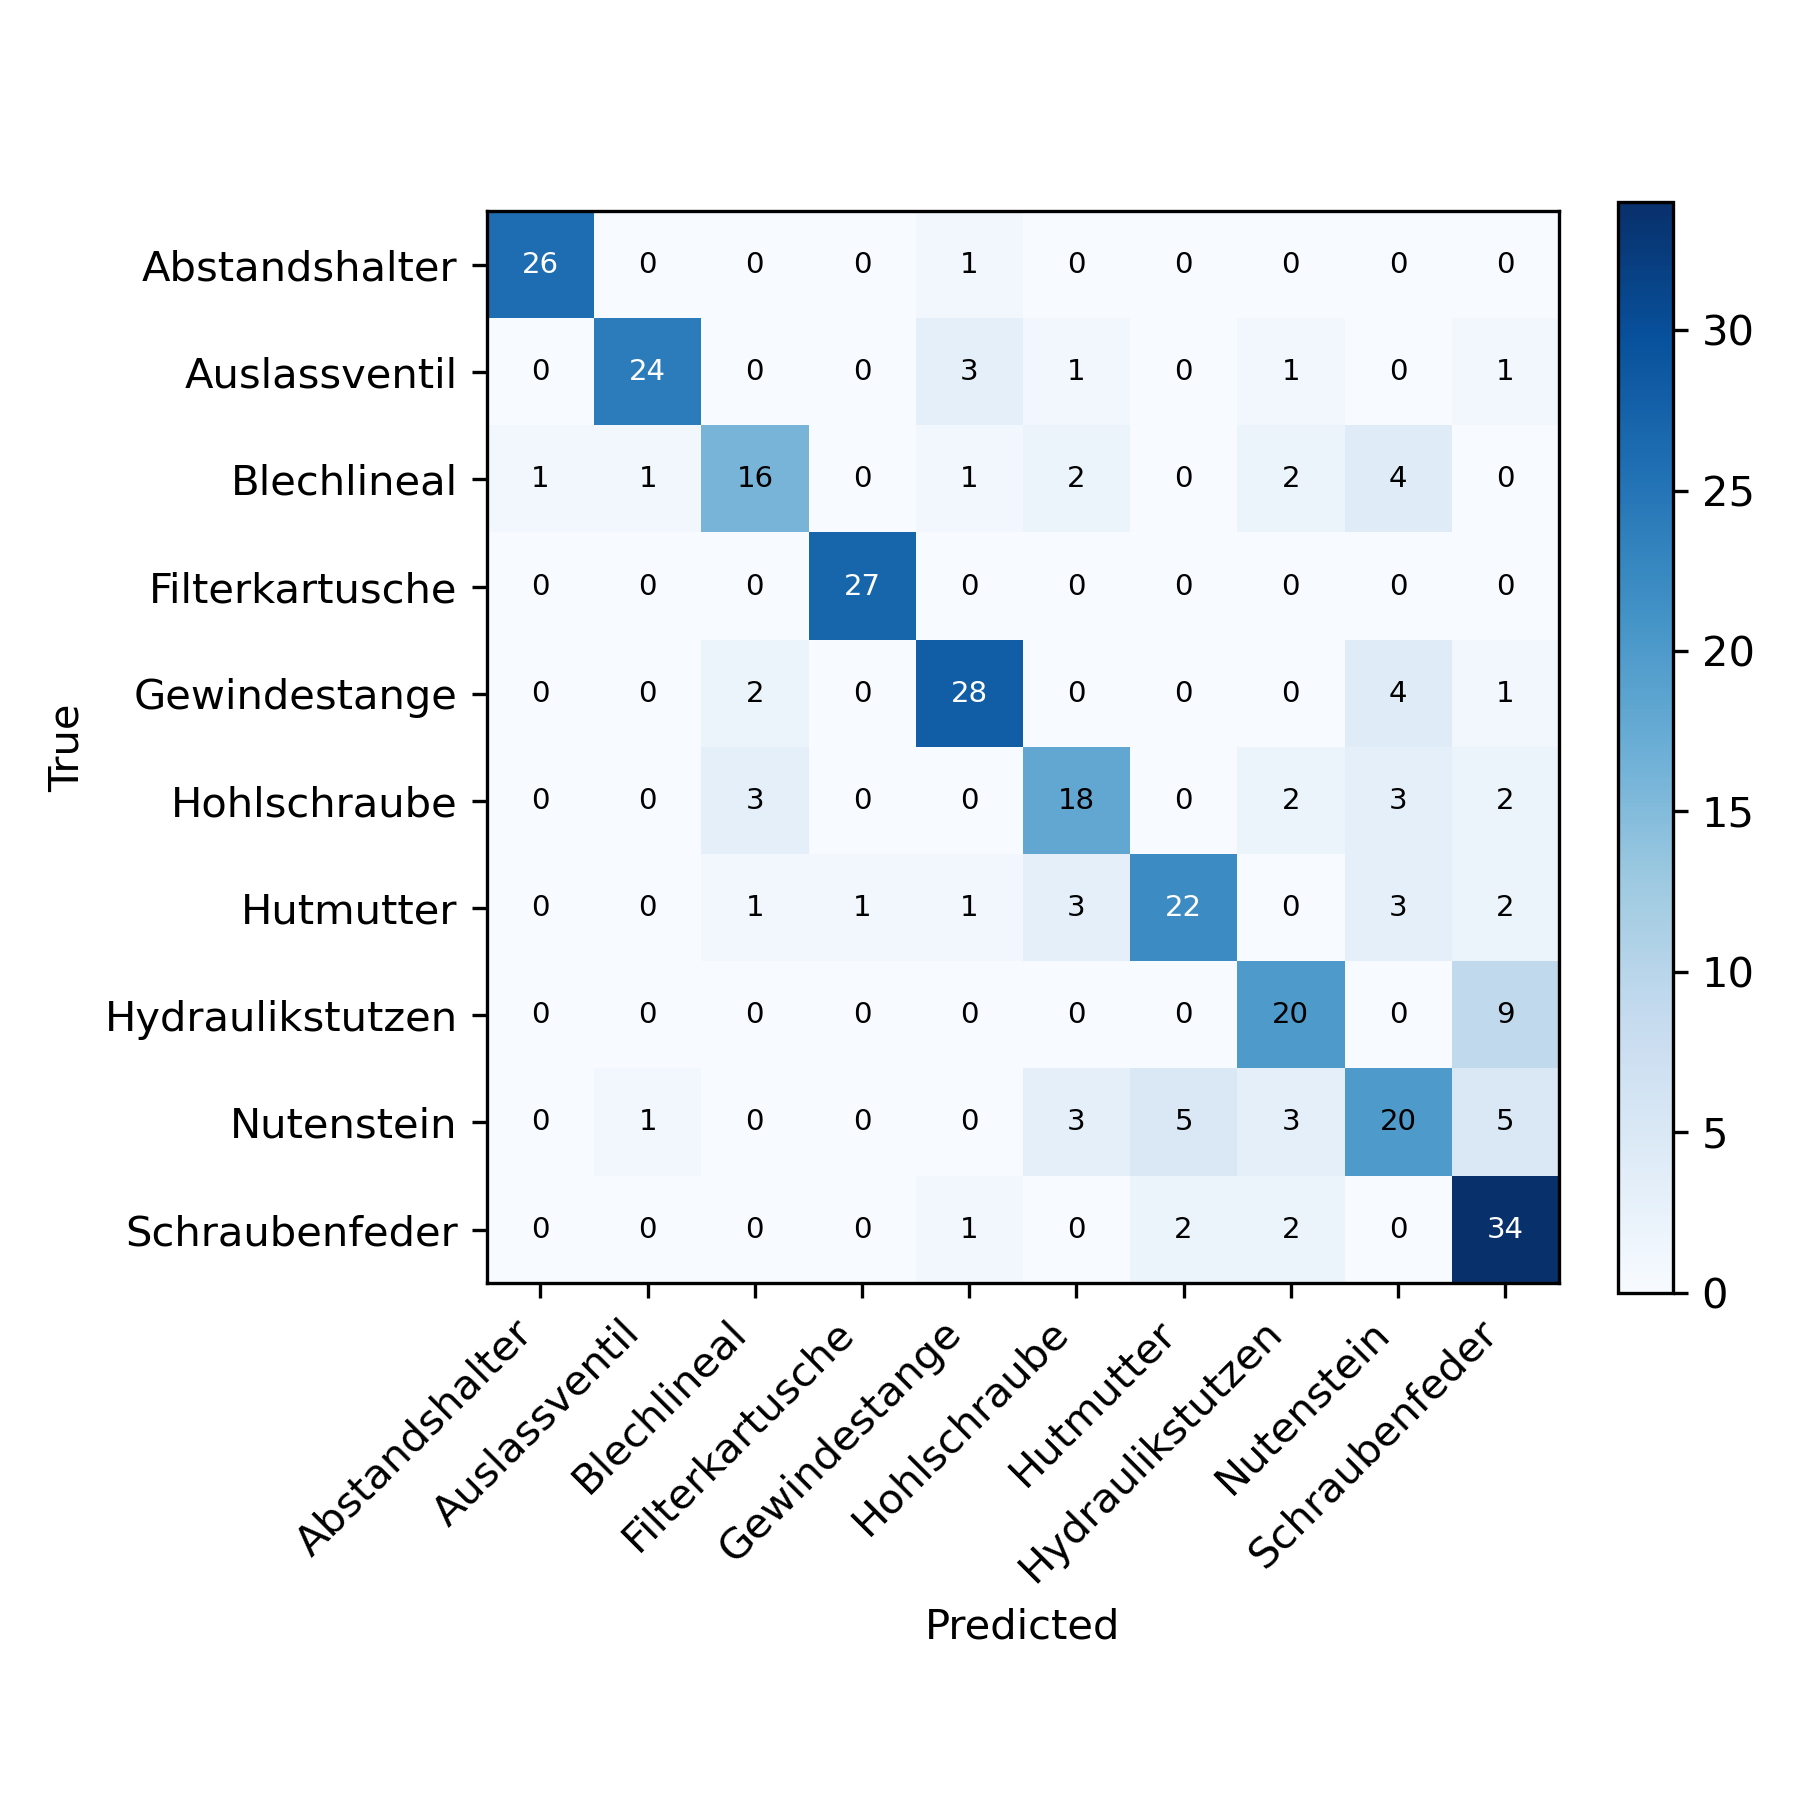 Abstandshalter 26 0 0 0 1 0 0 0 0 0
Auslassventil 0 24 0 0 3 1 0 1 0 1
Blechlineal 1 1 16 0 1 2 0 2 4 0
Filterkartusche 0 0 0 27 0 0 0 0 0 0
Gewindestange 0 0 2 0 28 0 0 0 4 1
Hohlschraube 0 0 3 0 0 18 0 2 3 2
Hutmutter 0 0 1 1 1 3 22 0 3 2
Hydraulikstutzen 0 0 0 0 0 0 0 20 0 9
Nutenstein 0 1 0 0 0 3 5 3 20 5
Schraubenfeder 0 0 0 0 1 0 2 2 0 34
True
Abstandshalter
Auslassventil
Blechlineal
Filterkartusche
Gewindestange
Hohlschraube
Hutmutter
Hydraulikstutzen
Nutenstein
Schraubenfeder
Predicted
30
25
20
15
10
5
0